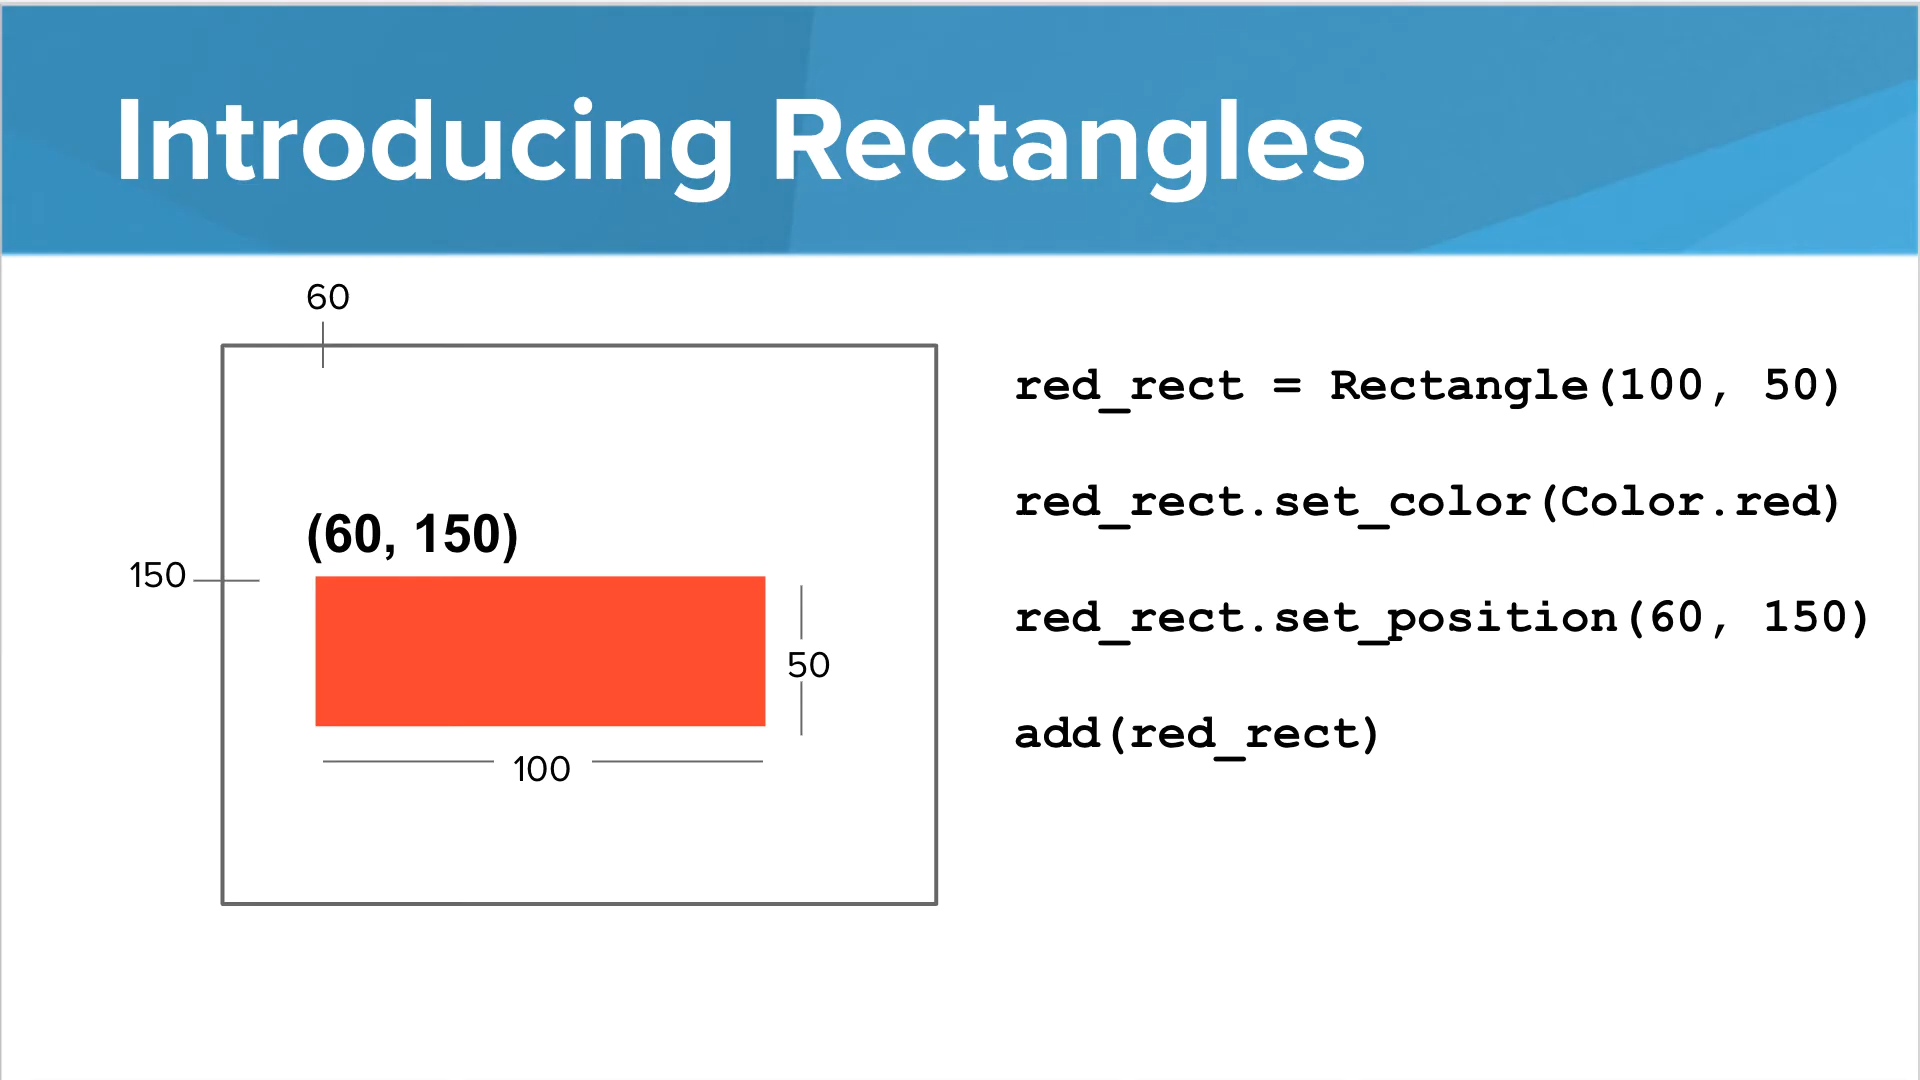 Introducing Rectangles
60
(60, 150)
150
50
100
red_rect = Rectangle(100, 50)
red_rect.set_color(Color.red)
red_rect.set_position(60, 150)
add(red_rect)